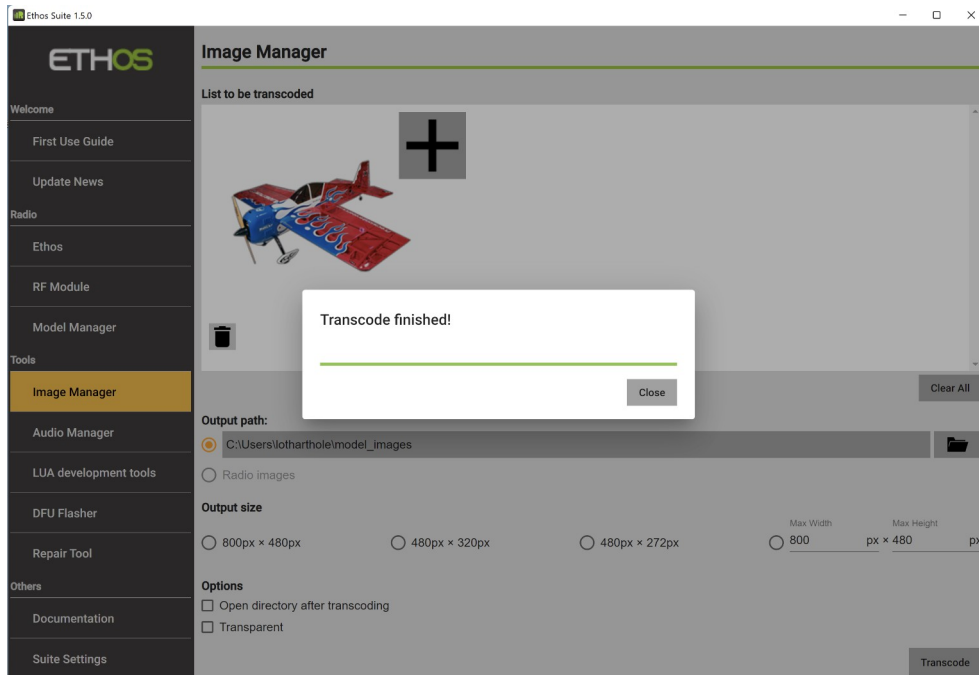 Ethos Suite 1.5.0
ETHOS
Welcome
First Use Guide
Update News
Radio
Ethos
RF Module
Model Manager
Tools
Image Manager
Audio Manager
LUA development tools
DFU Flasher
Repair Tool
Others
Documentation
Suite Settings
Image Manager
List to be transcoded
Transcode finished!
Close
Clear All
Output path:
C:\Users\lotharthole\model_images
Radio images
Output size
Max Width Max Height
800px × 480px 480px × 320px 480px × 272px 800 px × 480 px
Options
Open directory after transcoding
Transparent
Transcode